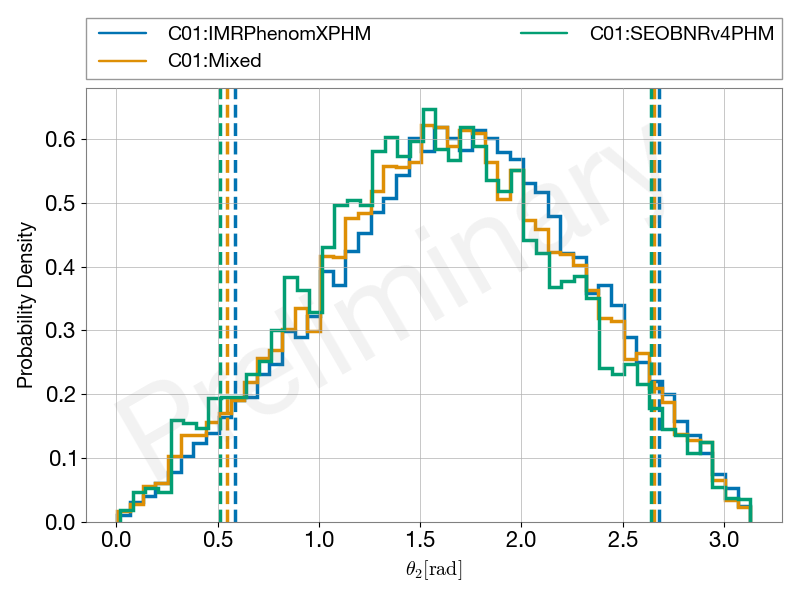 C01:IMRPhenomXPHM
C01:Mixed
C01:SEOBNRv4PHM
Preliminary
Probability Density
0.6
0.5
0.4
0.3
0.2
0.1
0.0
0.0 0.5 1.0 1.5 2.0 2.5 3.0
θ₂[rad]